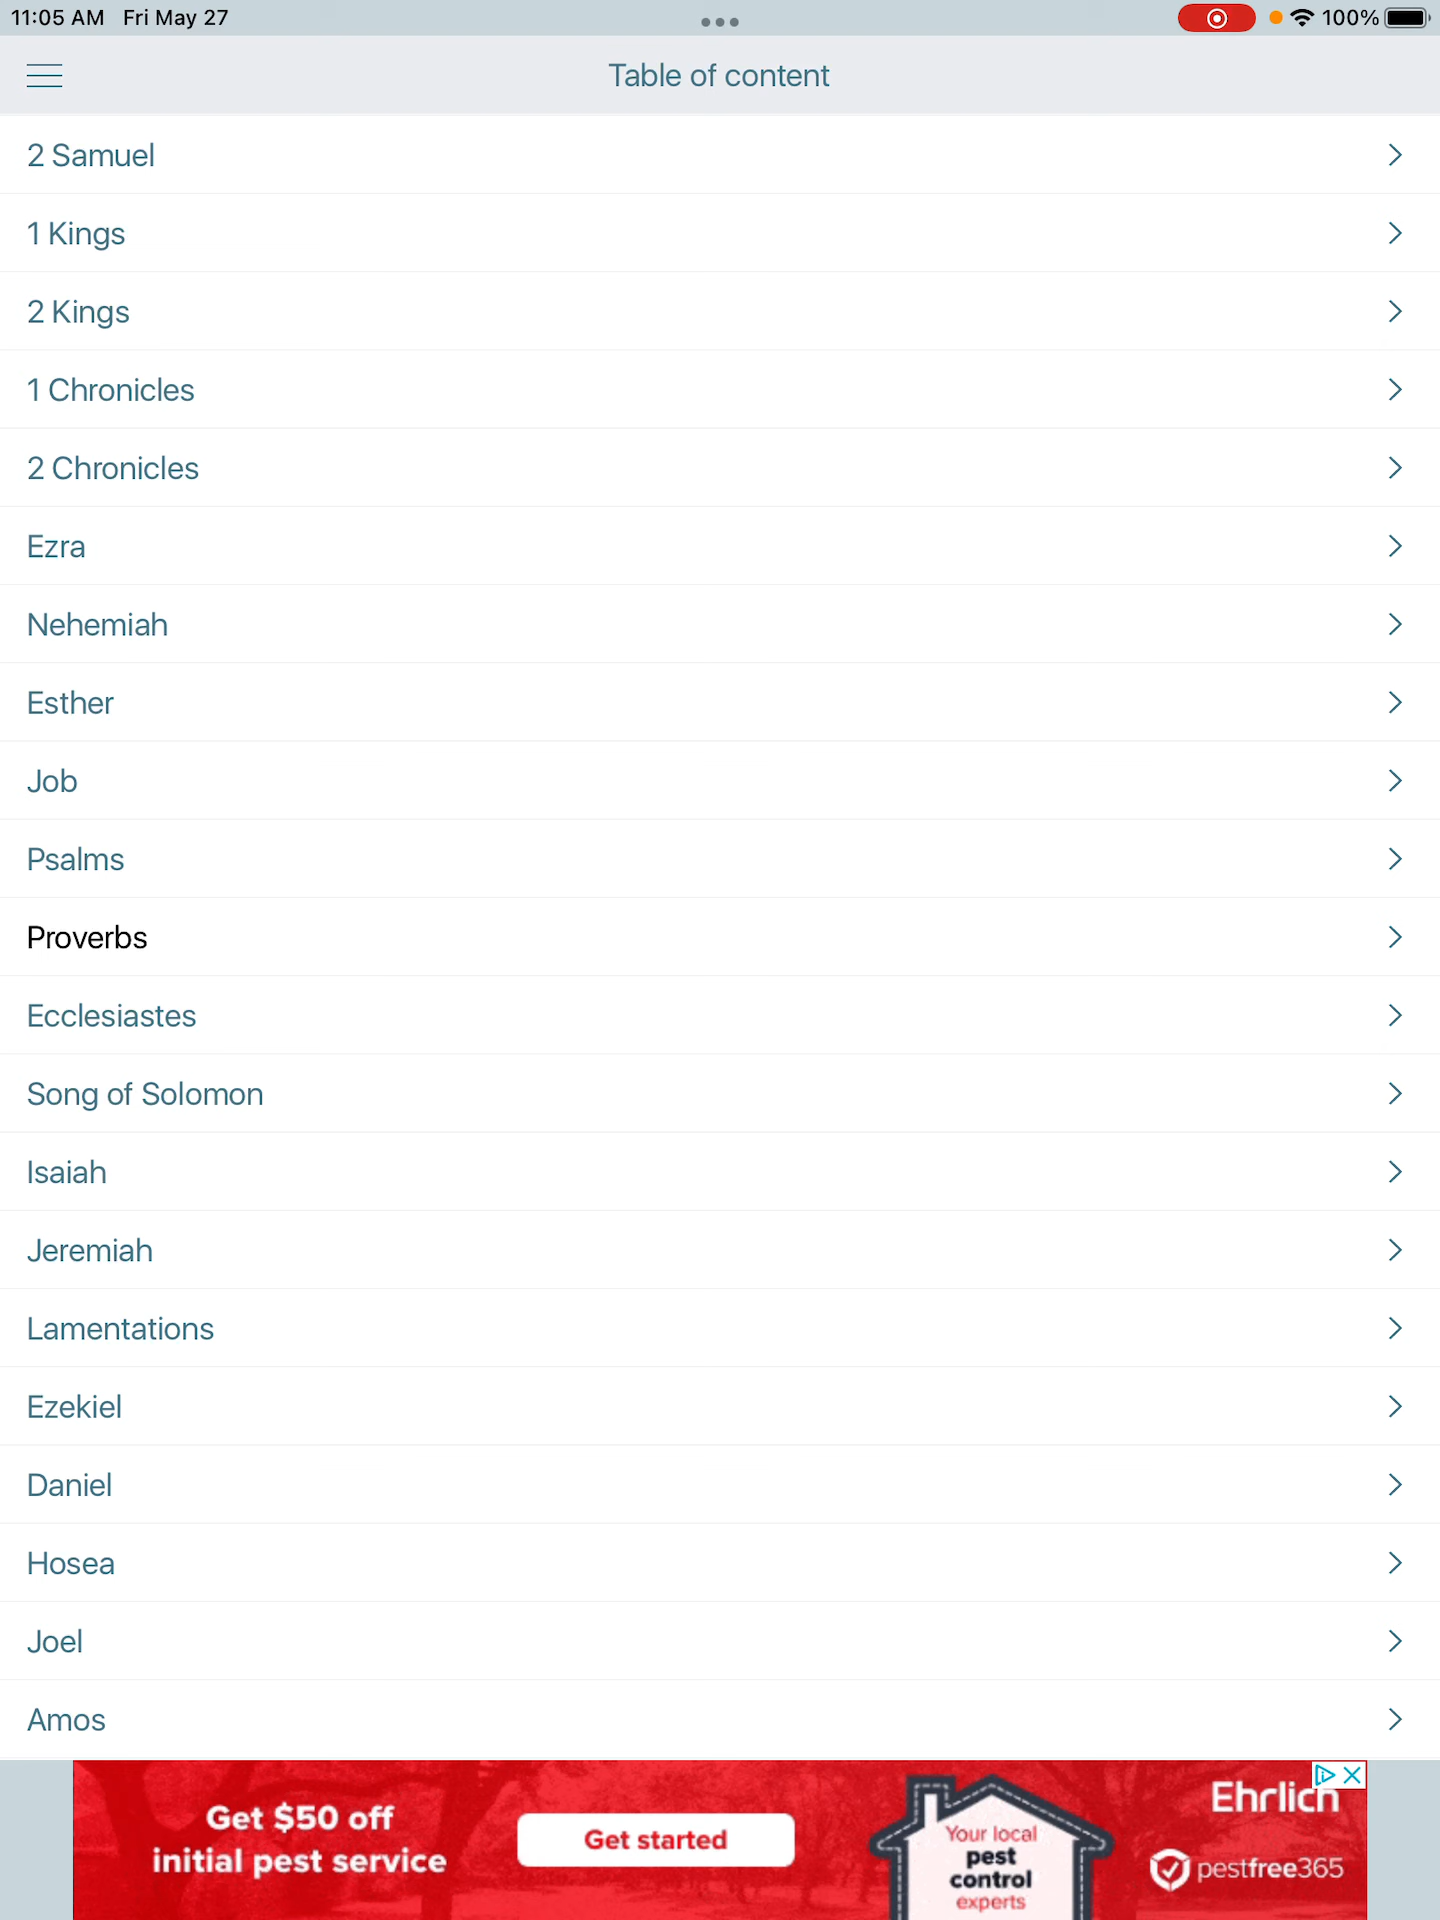 11:05 AM Fri May 27
100%
Table of content
2 Samuel
1 Kings
2 Kings
1 Chronicles
2 Chronicles
Ezra
Nehemiah
Esther
Job
Psalms
Proverbs
Ecclesiastes
Song of Solomon
Isaiah
Jeremiah
Lamentations
Ezekiel
Daniel
Hosea
Joel
Amos
Get $50 off
initial pest service
Get started
Your local
pest
control
experts
Ehrlich
pestfree365